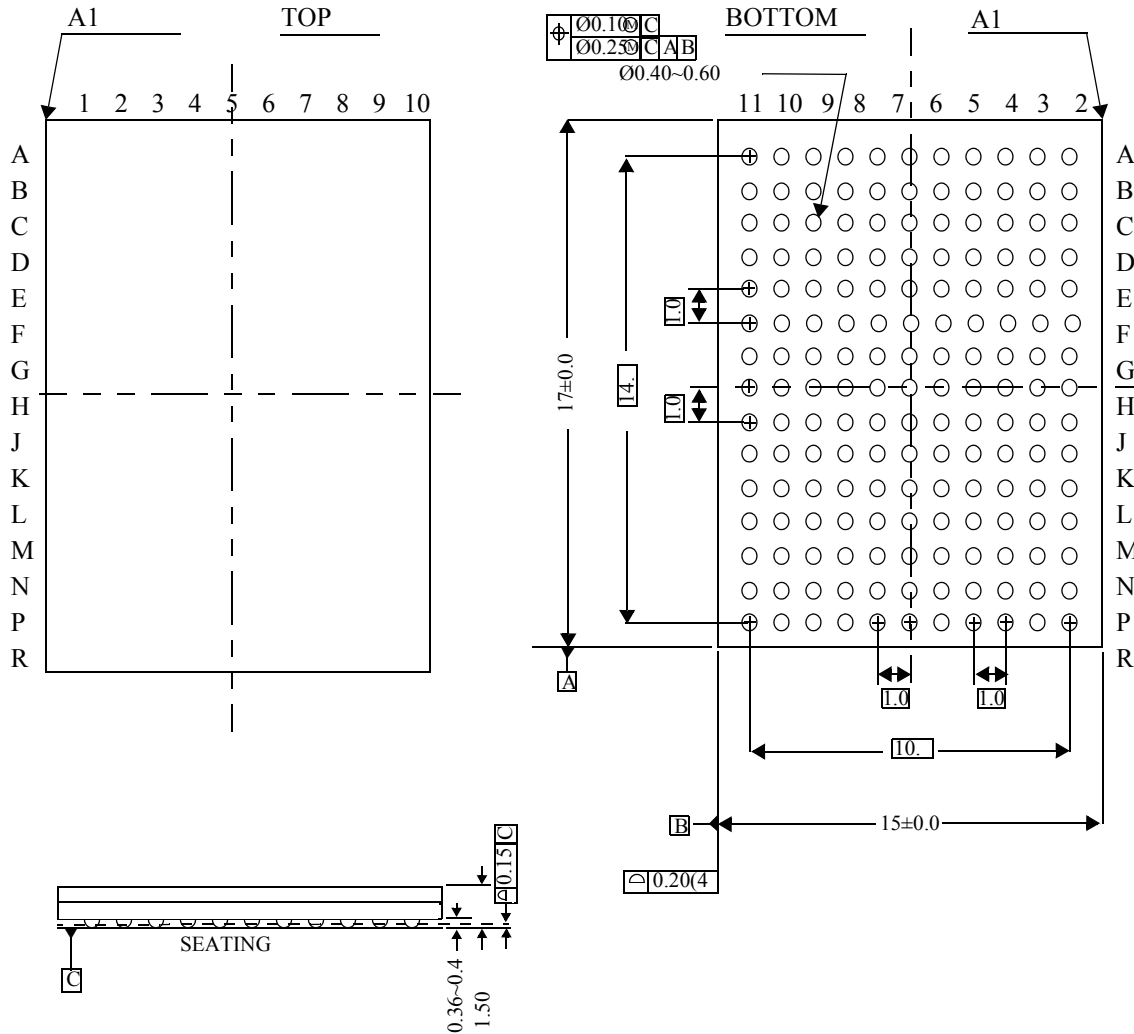 A1 TOP
BOTTOM A1
Ø0.10Ⓜ C
Ø0.25Ⓜ C A B
Ø0.40~0.60
1 2 3 4 5 6 7 8 9 10
11 10 9 8 7 6 5 4 3 2
A
B
C
D
E
F
G
H
J
K
L
M
N
P
R
17±0.0
14.
1.0
1.0
A
B
C
D
E
F
G
H
J
K
L
M
N
P
R
A
1.0 1.0
10.
B
15±0.0
0.20(4
0.15 C
SEATING
C
0.36~0.4
1.50